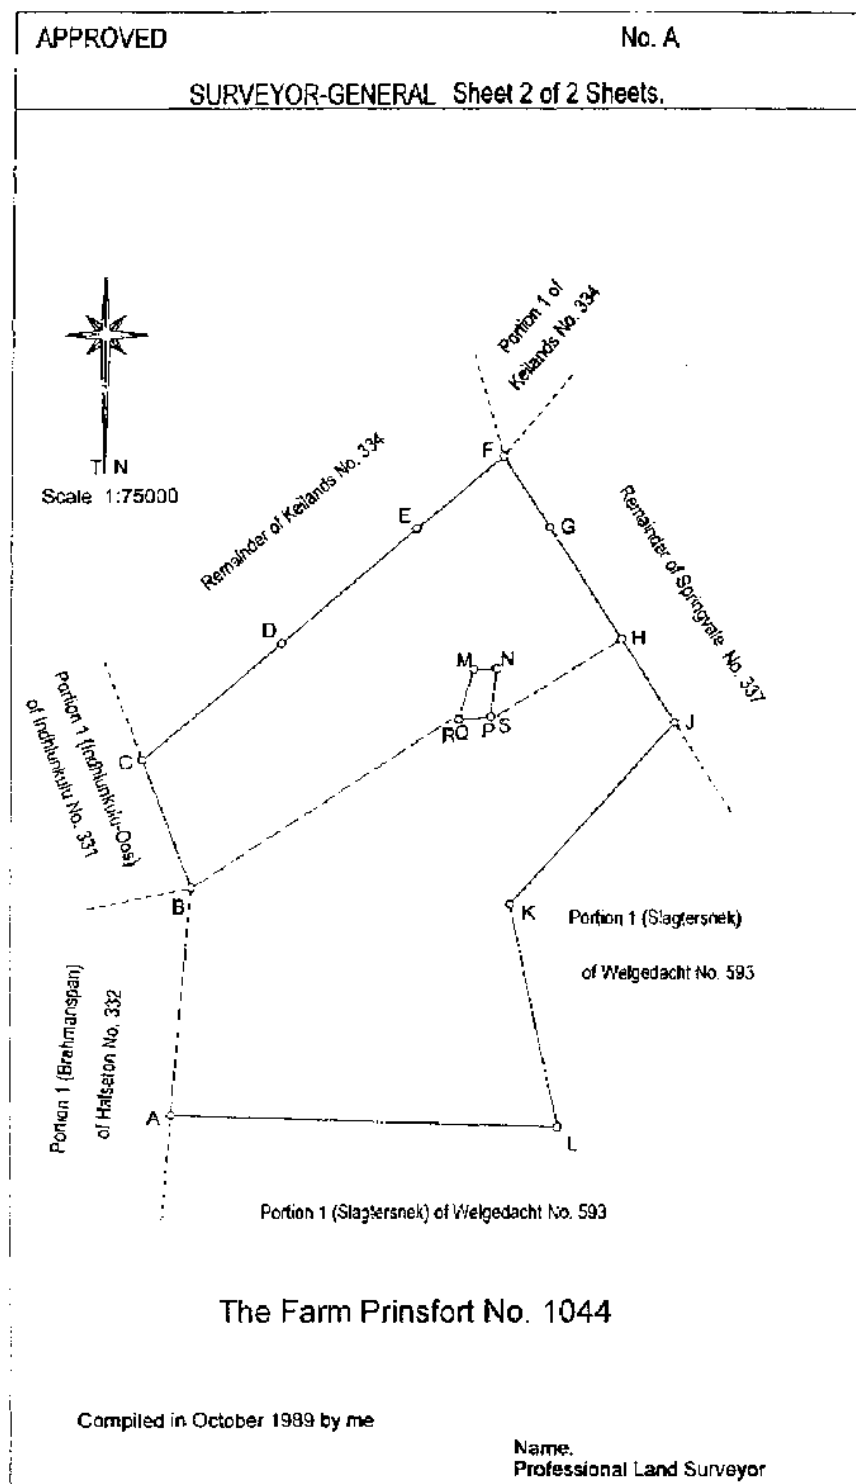 APPROVED
No. A
SURVEYOR-GENERAL Sheet 2 of 2 Sheets.
Portion 1 of
Keilands No. 334
T N
Scale 1:75000
Remainder of Keilands No. 334
F
E
G
Remainder of Springvale No. 337
D
H
M
N
Portion 1 (Indhlunkulu-Oos)
of Indhlunkulu No. 331
C
R
Q
P
S
J
B
K
Portion 1 (Slagtersnek)
of Welgedacht No. 593
Portion 1 (Brahmanspan)
of Halseton No. 332
A
L
Portion 1 (Slagtersnek) of Welgedacht No. 593
The Farm Prinsfort No. 1044
Compiled in October 1989 by me
Name.
Professional Land Surveyor